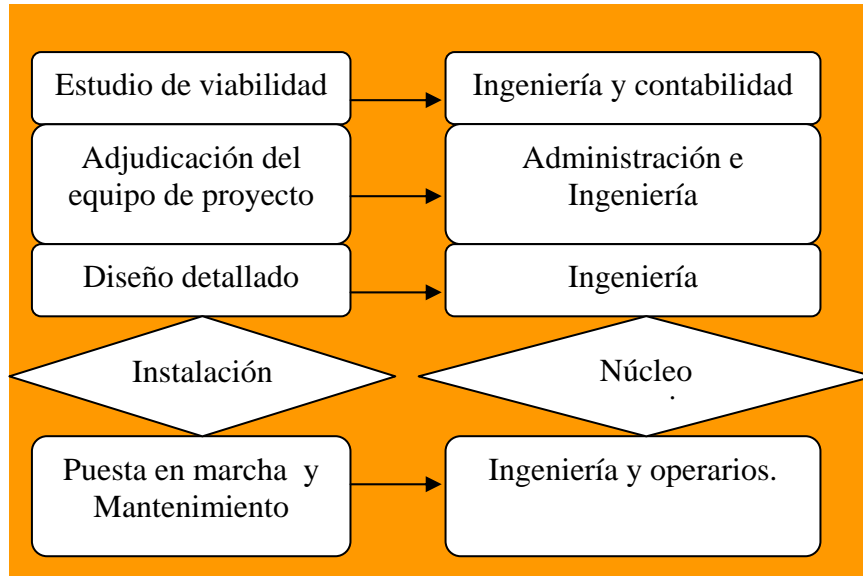 Estudio de viabilidad
Ingeniería y contabilidad
Adjudicación del
equipo de proyecto
Administración e
Ingeniería
Diseño detallado
Ingeniería
Instalación
Núcleo
.
Puesta en marcha y
Mantenimiento
Ingeniería y operarios.